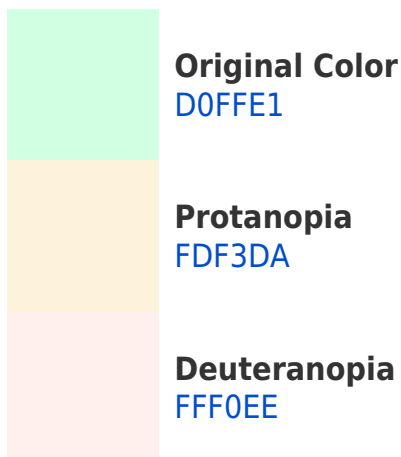 Original Color
D0FFE1
Protanopia
FDF3DA
Deuteranopia
FFF0EE